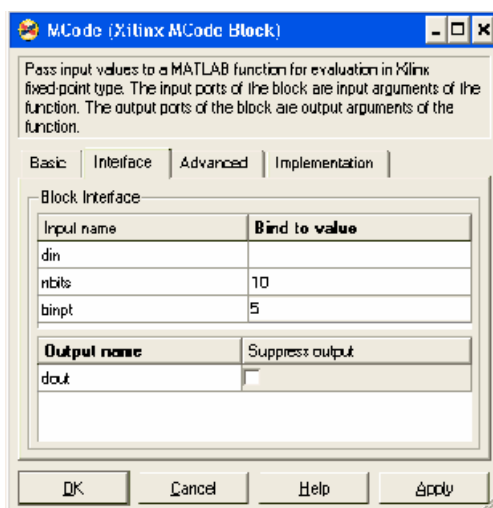 MCode (Xilinx MCode Block)
Pass input values to a MATLAB function for evaluation in Xilinx
fixed-point type. The input ports of the block are input arguments of the
function. The output ports of the block are output arguments of the
function.
Basic Interface Advanced Implementation
Block Interface
Input name Bind to value
din
nbits 10
binpt 5
Output name Suppress output
dout
OK Cancel Help Apply